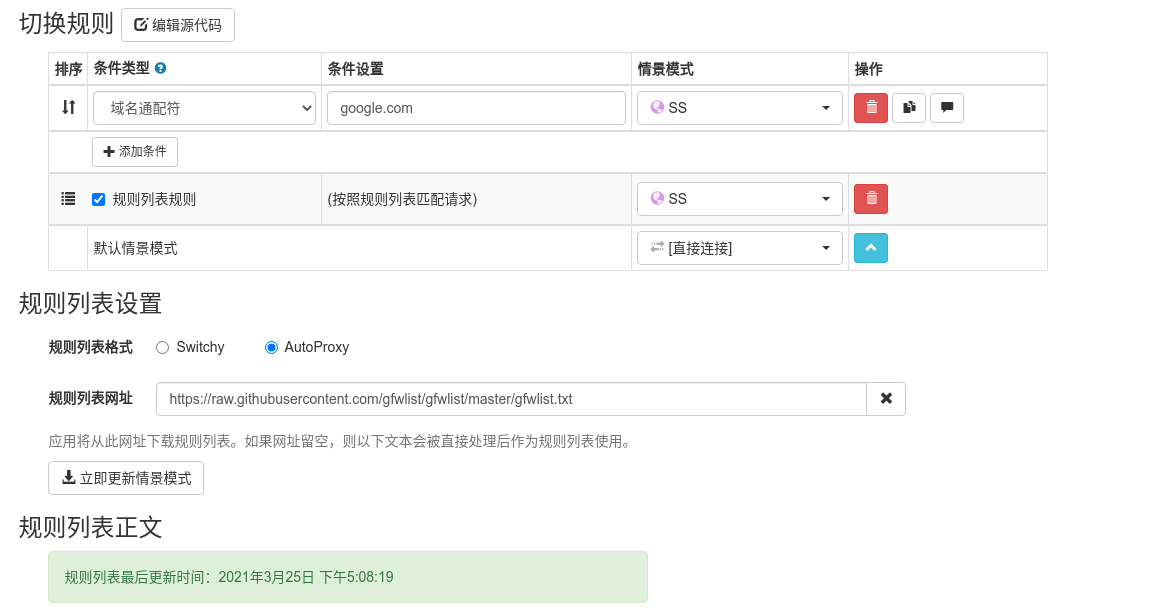 切换规则 编辑源代码
排序 条件类型 条件设置 情景模式 操作
域名通配符 google.com SS
添加条件
规则列表规则 (按照规则列表匹配请求) SS
默认情景模式 [直接连接]
规则列表设置
规则列表格式 Switchy AutoProxy
规则列表网址 https://raw.githubusercontent.com/gfwlist/gfwlist/master/gfwlist.txt
应用将从此网址下载规则列表。如果网址留空，则以下文本会被直接处理后作为规则列表使用。
立即更新情景模式
规则列表正文
规则列表最后更新时间：2021年3月25日 下午5:08:19